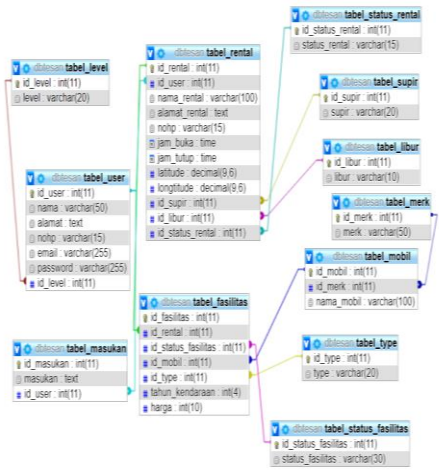 dbtesan tabel_level
id_level : int(11)
level : varchar(20)
dbtesan tabel_user
id_user : int(11)
nama : varchar(50)
alamat : text
nohp : varchar(15)
email : varchar(255)
password : varchar(255)
id_level : int(11)
dbtesan tabel_masukan
id_masukan : int(11)
masukan : text
id_user : int(11)
dbtesan tabel_rental
id_rental : int(11)
id_user : int(11)
nama_rental : varchar(100)
alamat_rental : text
nohp : varchar(15)
jam_buka : time
jam_tutup : time
latitude : decimal(9,6)
longtitude : decimal(9,6)
id_supir : int(11)
id_libur : int(11)
id_status_rental : int(11)
dbtesan tabel_fasilitas
id_fasilitas : int(11)
id_rental : int(11)
id_status_fasilitas : int(11)
id_mobil : int(11)
id_type : int(11)
tahun_kendaraan : int(4)
harga : int(10)
dbtesan tabel_status_rental
id_status_rental : int(11)
status_rental : varchar(15)
dbtesan tabel_supir
id_supir : int(11)
supir : varchar(20)
dbtesan tabel_libur
id_libur : int(11)
libur : varchar(10)
dbtesan tabel_merk
id_merk : int(11)
merk : varchar(50)
dbtesan tabel_mobil
id_mobil : int(11)
id_merk : int(11)
nama_mobil : varchar(100)
dbtesan tabel_type
id_type : int(11)
type : varchar(20)
dbtesan tabel_status_fasilitas
id_status_fasilitas : int(11)
status_fasilitas : varchar(30)